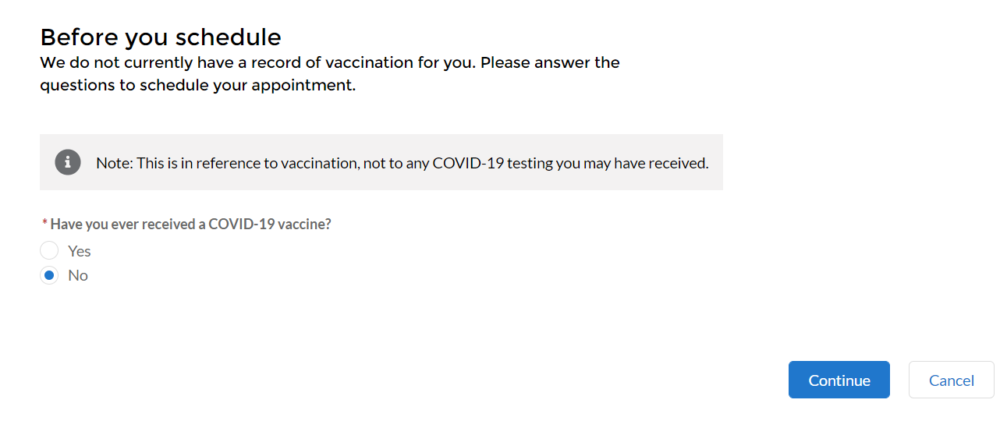 Before you schedule
We do not currently have a record of vaccination for you. Please answer the
questions to schedule your appointment.
Note: This is in reference to vaccination, not to any COVID-19 testing you may have received.
* Have you ever received a COVID-19 vaccine?
Yes
No
Continue
Cancel